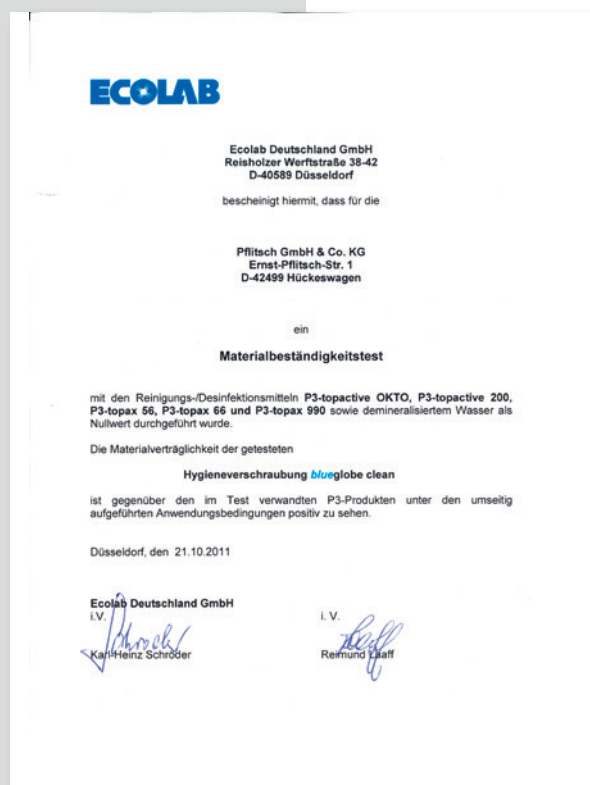 ECOLAB
Ecolab Deutschland GmbH
Reisholzer Werftstraße 38-42
D-40589 Düsseldorf
bescheinigt hiermit, dass für die
Pflitsch GmbH & Co. KG
Ernst-Pflitsch-Str. 1
D-42499 Hückeswagen
ein
Materialbeständigkeitstest
mit den Reinigungs-/Desinfektionsmitteln P3-topactive OKTO, P3-topactive 200,
P3-topax 56, P3-topax 66 und P3-topax 990 sowie demineralisiertem Wasser als
Nullwert durchgeführt wurde.
Die Materialverträglichkeit der getesteten
Hygieneverschraubung blueglobe clean
ist gegenüber den im Test verwandten P3-Produkten unter den umseitig
aufgeführten Anwendungsbedingungen positiv zu sehen.
Düsseldorf, den 21.10.2011
Ecolab Deutschland GmbH
i.V.
i. V.
Karl-Heinz Schröder
Reimund Laaff